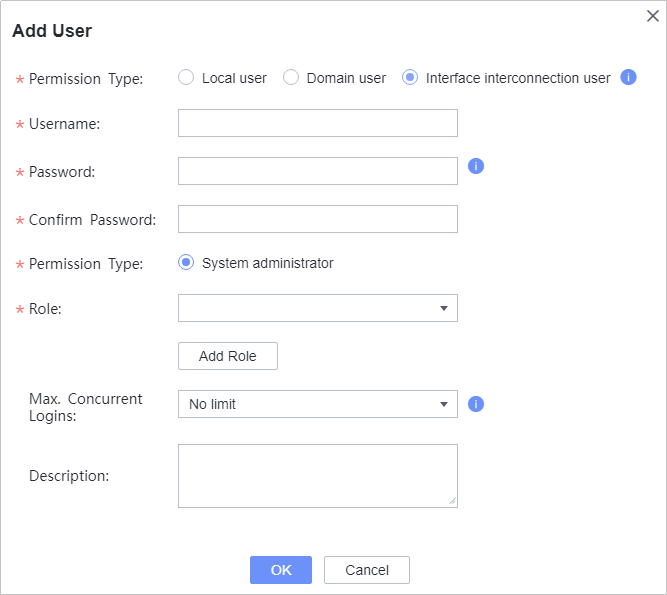 Add User
* Permission Type: Local user Domain user Interface interconnection user i
* Username:
* Password: i
* Confirm Password:
* Permission Type: System administrator
* Role:
Add Role
Max. Concurrent
Logins: No limit i
Description:
OK Cancel